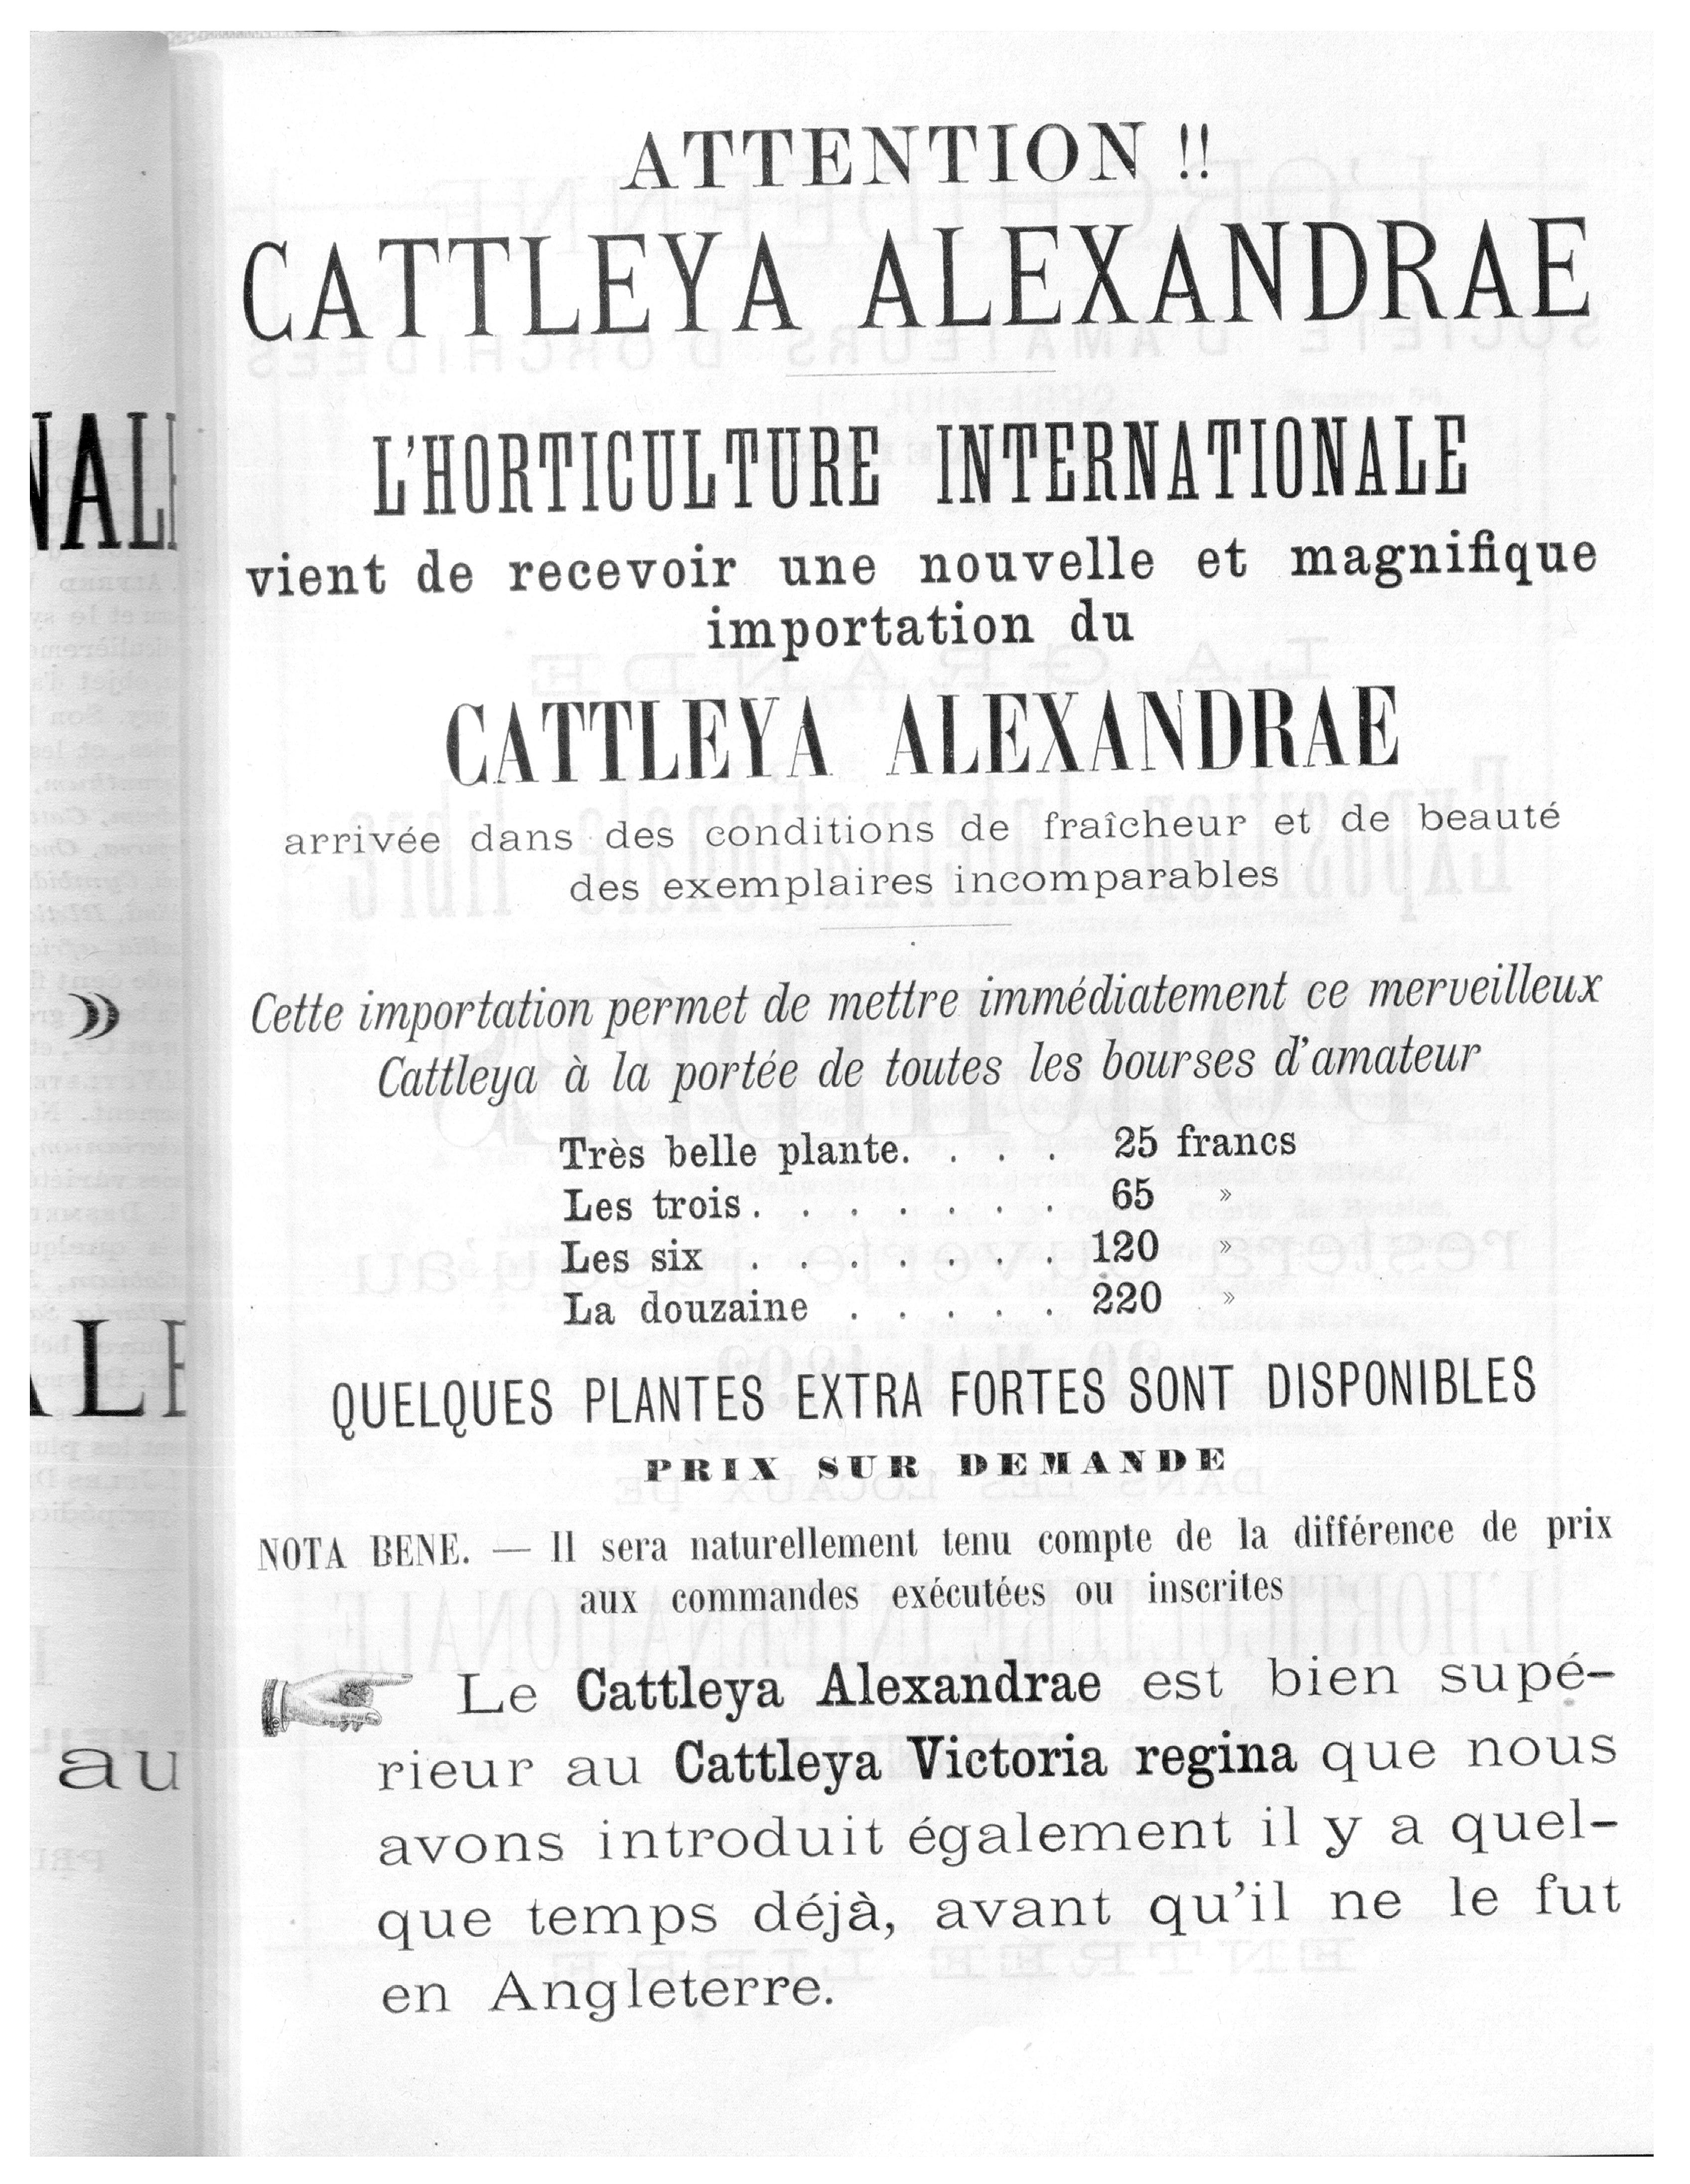 ATTENTION !!
CATTLEYA ALEXANDRAE
L'HORTICULTURE INTERNATIONALE
vient de recevoir une nouvelle et magnifique
importation du
CATTLEYA ALEXANDRAE
arrivée dans des conditions de fraîcheur et de beauté
des exemplaires incomparables
Cette importation permet de mettre immédiatement ce merveilleux
Cattleya à la portée de toutes les bourses d'amateur
Très belle plante. . . . 25 francs
Les trois . . . . . . . 65 »
Les six . . . . . . . 120 »
La douzaine . . . . . 220 »
QUELQUES PLANTES EXTRA FORTES SONT DISPONIBLES
PRIX SUR DEMANDE
NOTA BENE. — Il sera naturellement tenu compte de la différence de prix
aux commandes exécutées ou inscrites
Le Cattleya Alexandrae est bien supé-
rieur au Cattleya Victoria regina que nous
avons introduit également il y a quel-
que temps déjà, avant qu'il ne le fut
en Angleterre.